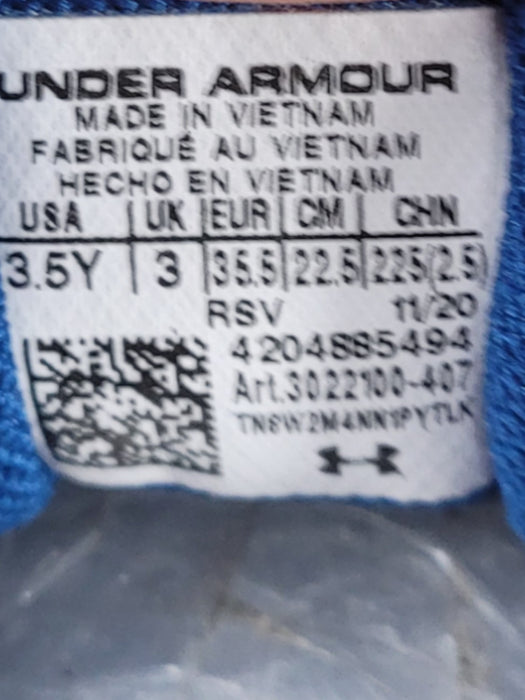 UNDER ARMOUR
MADE IN VIETNAM
FABRIQUÉ AU VIETNAM
HECHO EN VIETNAM
USA | UK | EUR | CM | CHN
3.5Y | 3 | 35.5 | 22.5 | 225(2.5)
RSV 11/20
4204885494
Art.3022100-407